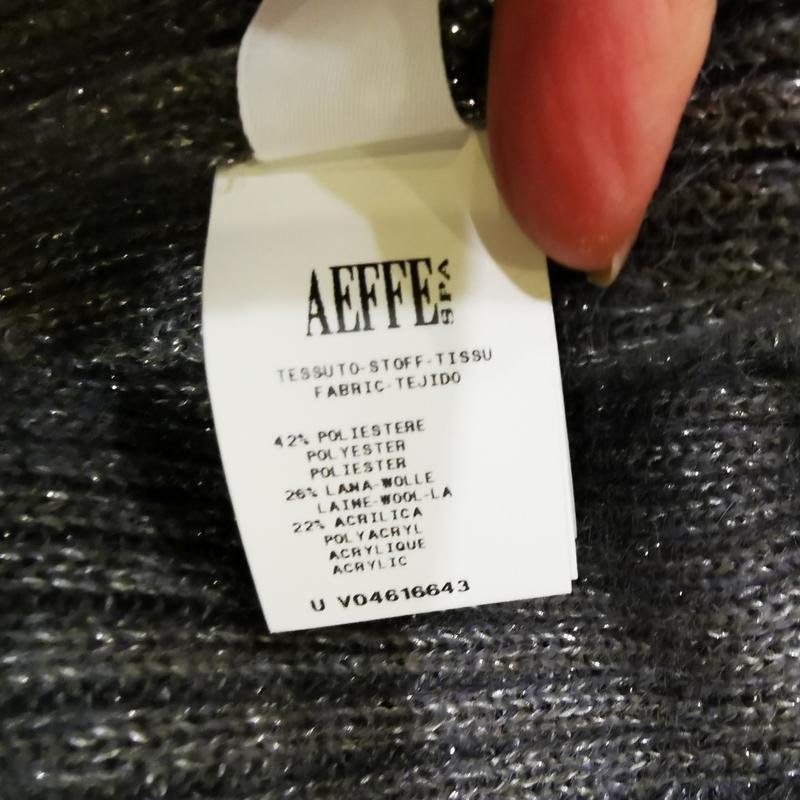 AEFFE SPA
TESSUTO-STOFF-TISSU
FABRIC-TEJIDO
42% POLIESTERE
POLYESTER
POLIESTER
26% LANA-WOLLE
LAINE-WOOL-LA
22% ACRILICA
POLYACRYL
ACRYLIQUE
ACRYLIC
U V04616643